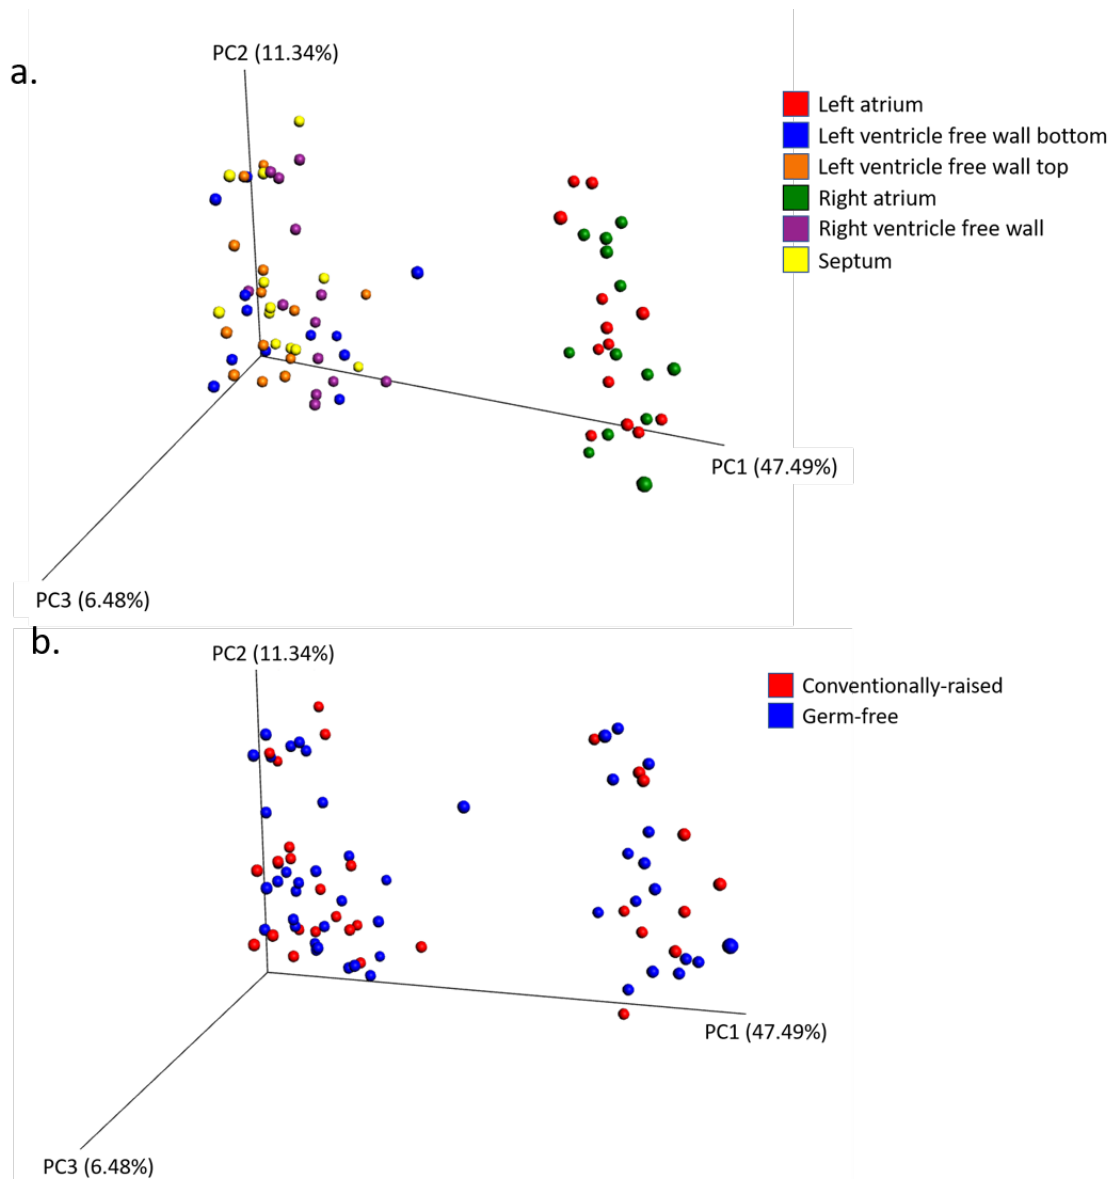 a.
PC2 (11.34%)
Left atrium
Left ventricle free wall bottom
Left ventricle free wall top
Right atrium
Right ventricle free wall
Septum
PC1 (47.49%)
PC3 (6.48%)
b.
PC2 (11.34%)
Conventionally-raised
Germ-free
PC1 (47.49%)
PC3 (6.48%)